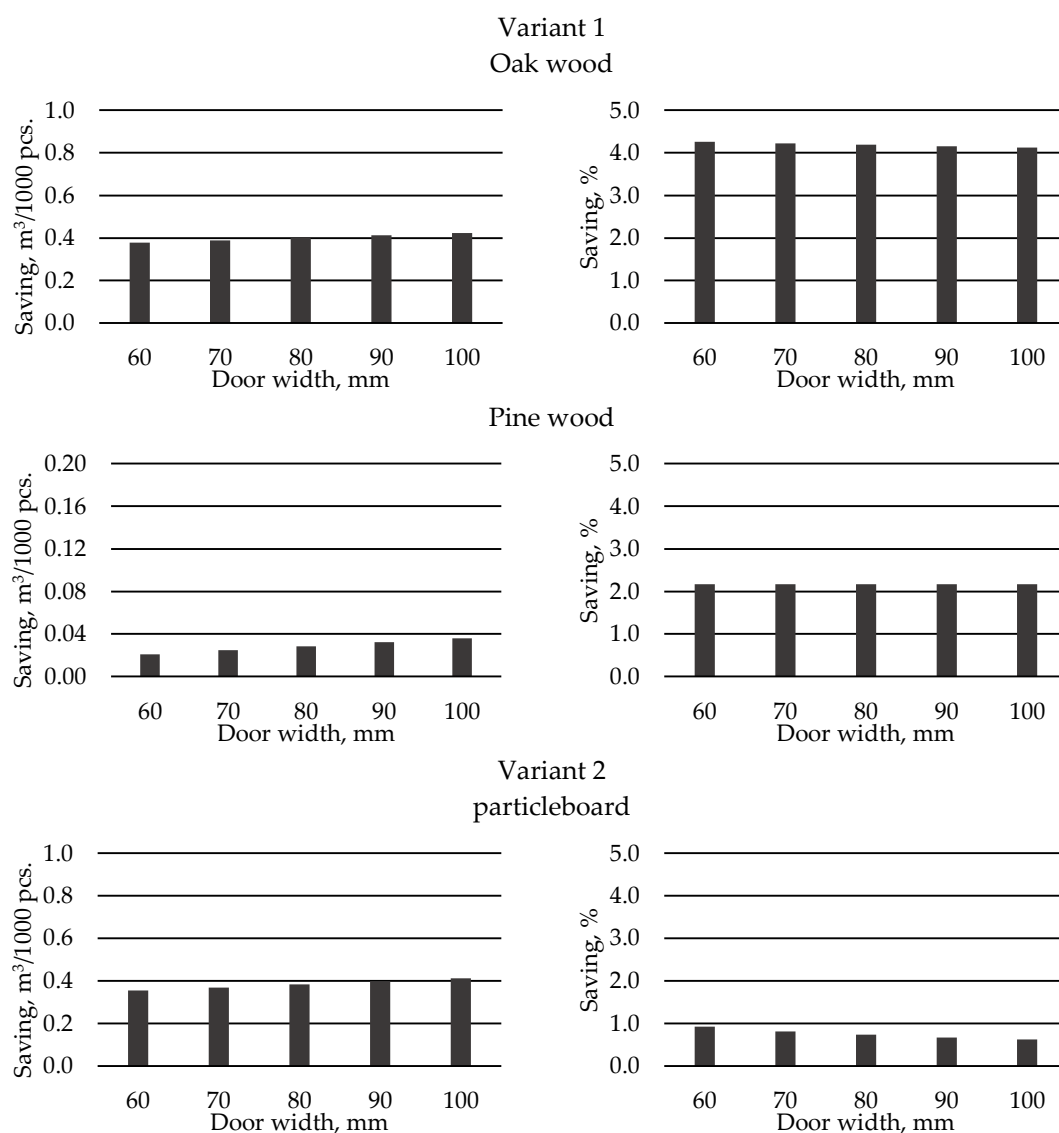 Variant 1
Oak wood
Saving, m³/1000 pcs.
1.0
0.8
0.6
0.4
0.2
0.0
60 70 80 90 100
Door width, mm
Saving, %
5.0
4.0
3.0
2.0
1.0
0.0
60 70 80 90 100
Door width, mm
Pine wood
Saving, m³/1000 pcs.
0.20
0.16
0.12
0.08
0.04
0.00
60 70 80 90 100
Door width, mm
Saving, %
5.0
4.0
3.0
2.0
1.0
0.0
60 70 80 90 100
Door width, mm
Variant 2
particleboard
Saving, m³/1000 pcs.
1.0
0.8
0.6
0.4
0.2
0.0
60 70 80 90 100
Door width, mm
Saving, %
5.0
4.0
3.0
2.0
1.0
0.0
60 70 80 90 100
Door width, mm